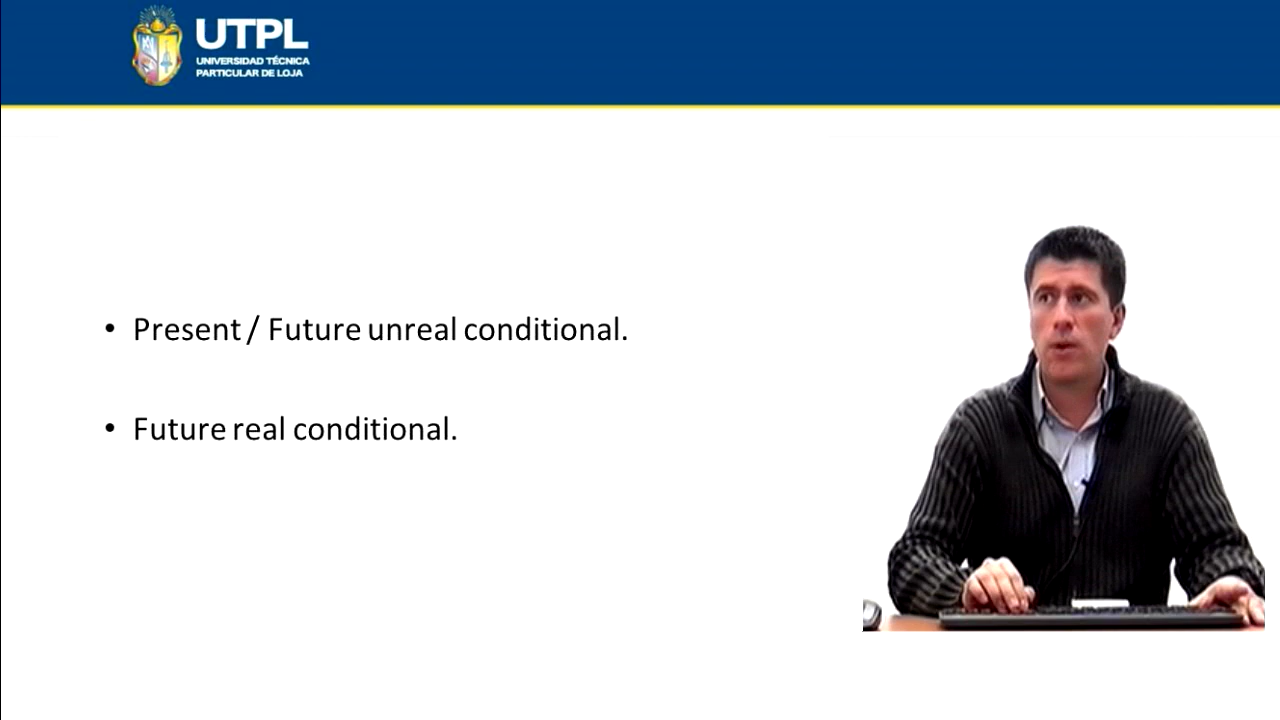 UTPL
UNIVERSIDAD TÉCNICA
PARTICULAR DE LOJA
• Present / Future unreal conditional.
• Future real conditional.